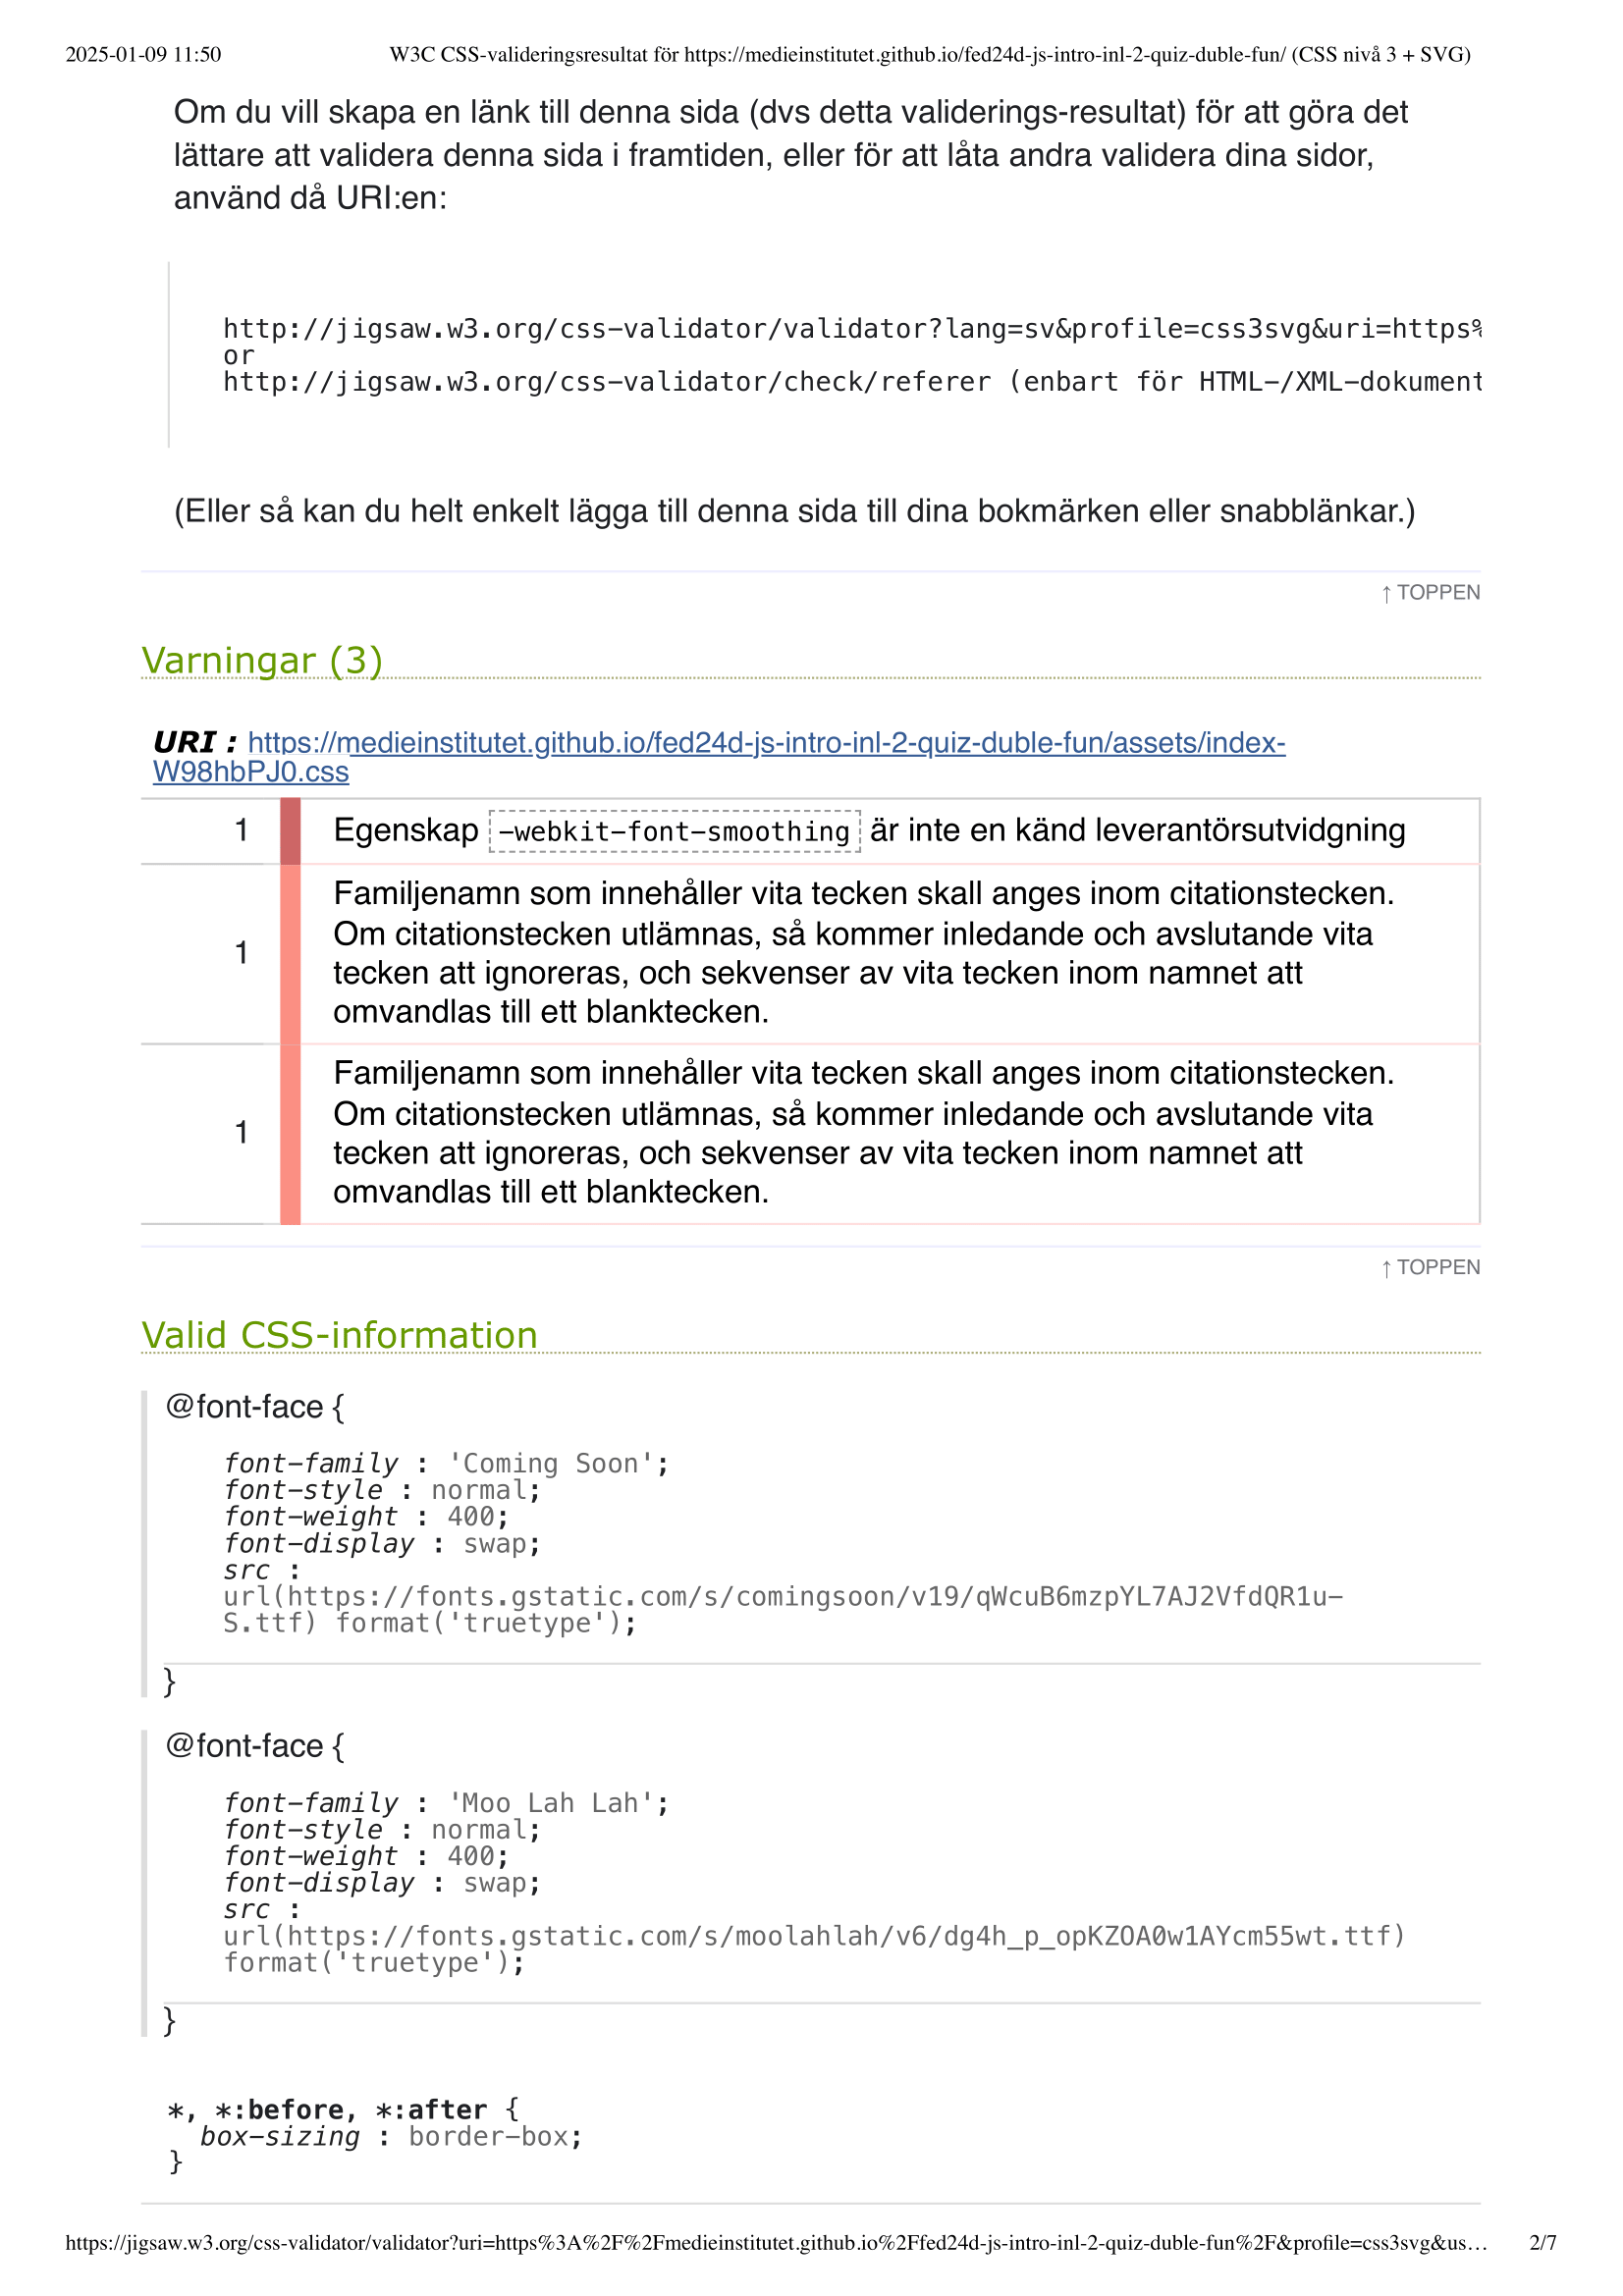 2025-01-09 11:50 W3C CSS-valideringsresultat för https://medieinstitutet.github.io/fed24d-js-intro-inl-2-quiz-duble-fun/ (CSS nivå 3 + SVG)
Om du vill skapa en länk till denna sida (dvs detta validerings-resultat) för att göra det
lättare att validera denna sida i framtiden, eller för att låta andra validera dina sidor,
använd då URI:en:
http://jigsaw.w3.org/css-validator/validator?lang=sv&profile=css3svg&uri=https%
or
http://jigsaw.w3.org/css-validator/check/referer (enbart för HTML-/XML-dokument
(Eller så kan du helt enkelt lägga till denna sida till dina bokmärken eller snabblänkar.)
↑ TOPPEN
Varningar (3)
URI : https://medieinstitutet.github.io/fed24d-js-intro-inl-2-quiz-duble-fun/assets/index-
W98hbPJ0.css
1 Egenskap -webkit-font-smoothing är inte en känd leverantörsutvidgning
Familjenamn som innehåller vita tecken skall anges inom citationstecken.
Om citationstecken utlämnas, så kommer inledande och avslutande vita
1
tecken att ignoreras, och sekvenser av vita tecken inom namnet att
omvandlas till ett blanktecken.
Familjenamn som innehåller vita tecken skall anges inom citationstecken.
Om citationstecken utlämnas, så kommer inledande och avslutande vita
1
tecken att ignoreras, och sekvenser av vita tecken inom namnet att
omvandlas till ett blanktecken.
↑ TOPPEN
Valid CSS-information
@font-face {
font-family : 'Coming Soon';
font-style : normal;
font-weight : 400;
font-display : swap;
src :
url(https://fonts.gstatic.com/s/comingsoon/v19/qWcuB6mzpYL7AJ2VfdQR1u-
S.ttf) format('truetype');
}
@font-face {
font-family : 'Moo Lah Lah';
font-style : normal;
font-weight : 400;
font-display : swap;
src :
url(https://fonts.gstatic.com/s/moolahlah/v6/dg4h_p_opKZOA0w1AYcm55wt.ttf)
format('truetype');
}
*, *:before, *:after {
box-sizing : border-box;
}
https://jigsaw.w3.org/css-validator/validator?uri=https%3A%2F%2Fmedieinstitutet.github.io%2Ffed24d-js-intro-inl-2-quiz-duble-fun%2F&profile=css3svg&us… 2/7